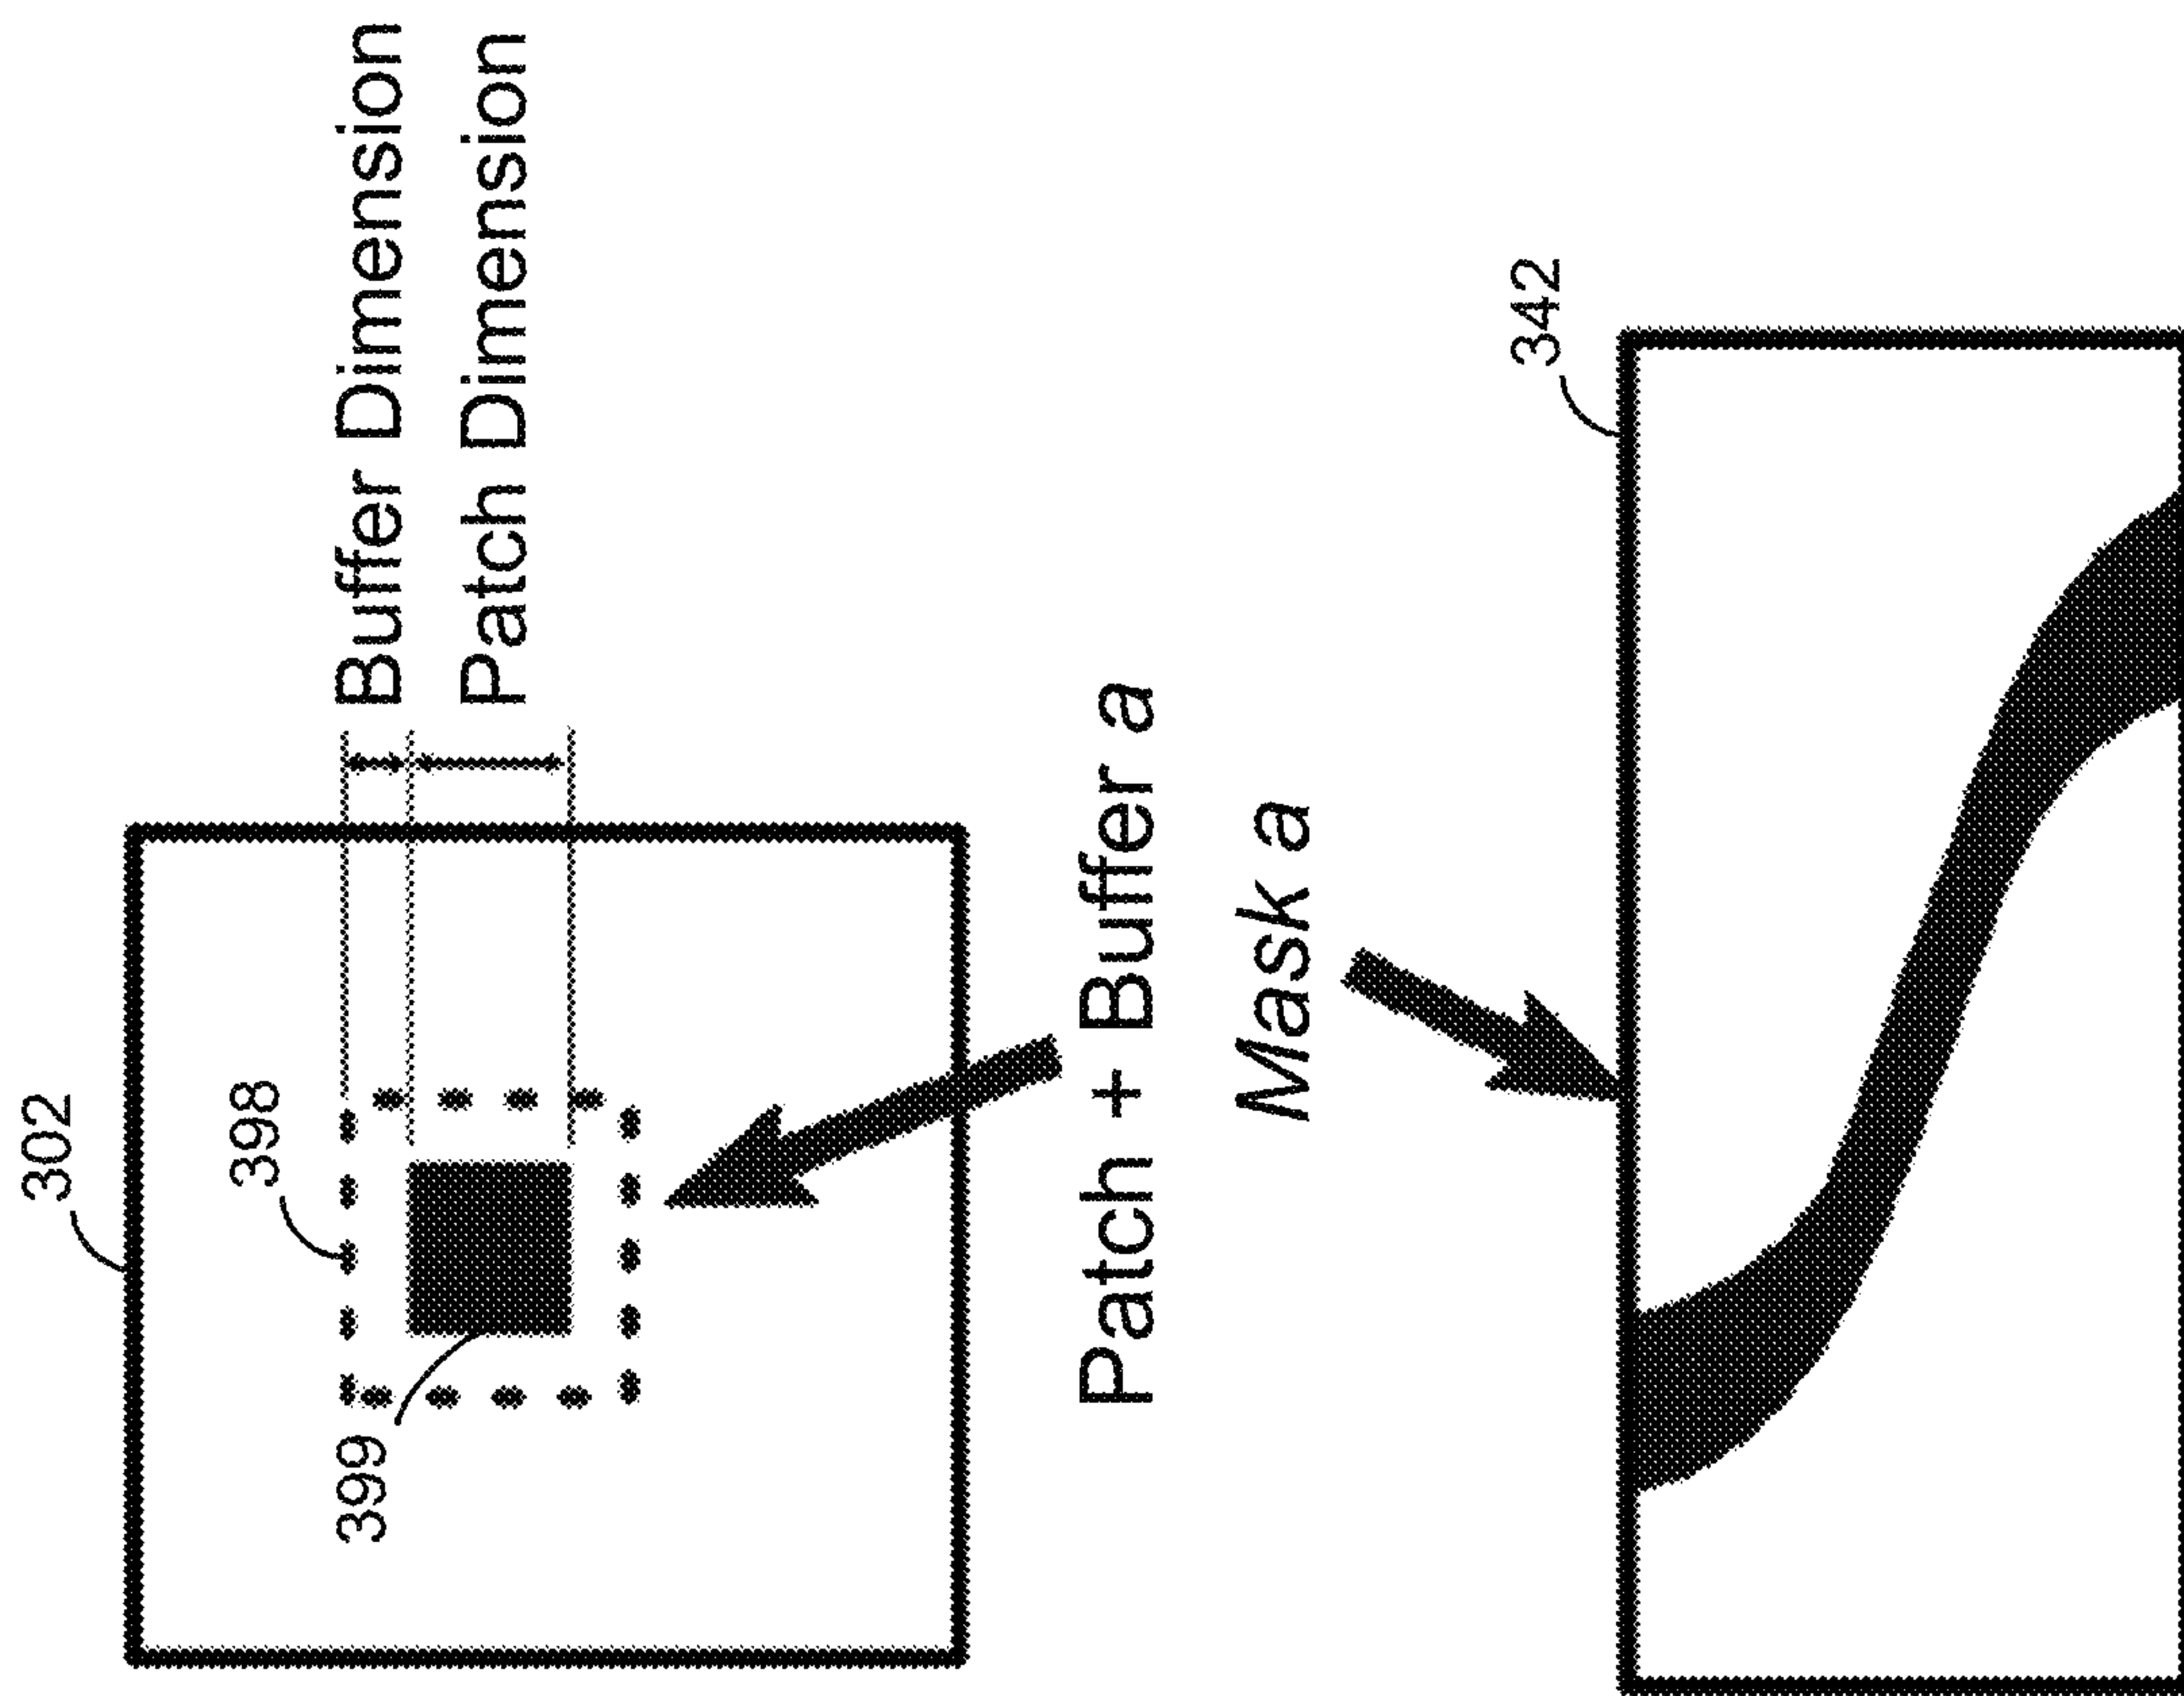 302
398
399
Buffer Dimension
Patch Dimension
Patch + Buffer a
Mask a
342